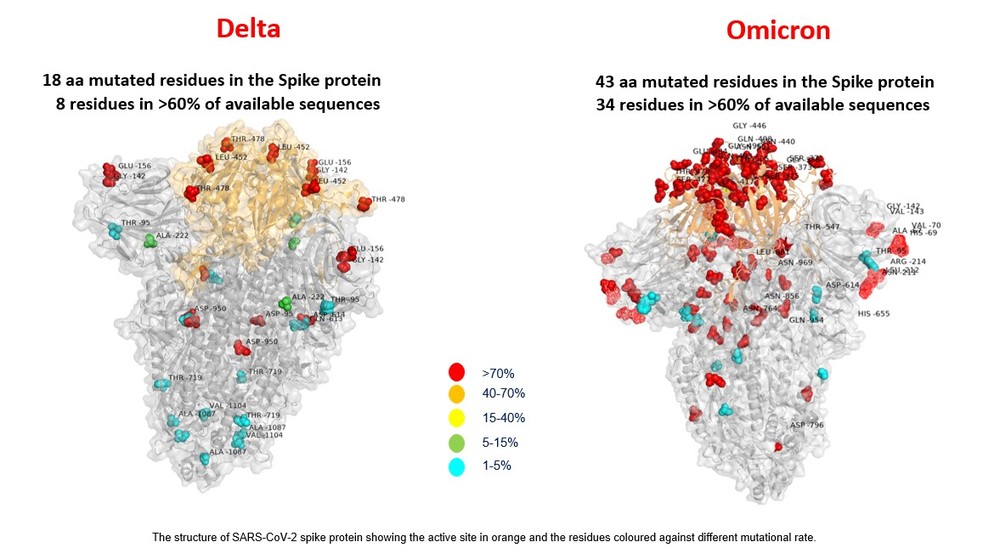 Delta
Omicron
18 aa mutated residues in the Spike protein
8 residues in >60% of available sequences
43 aa mutated residues in the Spike protein
34 residues in >60% of available sequences
THR -478
LEU -452
LEU -452
GLU -156
GLY -142
GLU -156
GLY -142
LEU -452
THR -478
THR -478
THR -95
ALA -222
GLU -156
GLY -142
ALA -222
THR -95
ASP -950
ASP -95
ASP -614
GLN -613
ASP -950
THR -719
THR -719
VAL -1104
ALA -1087
THR -719
ALA -1087
VAL -1104
ALA -1087
GLY -446
ASN -440
SER -373
THR -547
GLY -142
VAL -143
VAL -70
HIS -69
THR -95
ARG -214
ASN -969
ASP -614
ASN -856
ASN -764
GLN -954
HIS -655
ASP -796
>70%
40-70%
15-40%
5-15%
1-5%
The structure of SARS-CoV-2 spike protein showing the active site in orange and the residues coloured against different mutational rate.